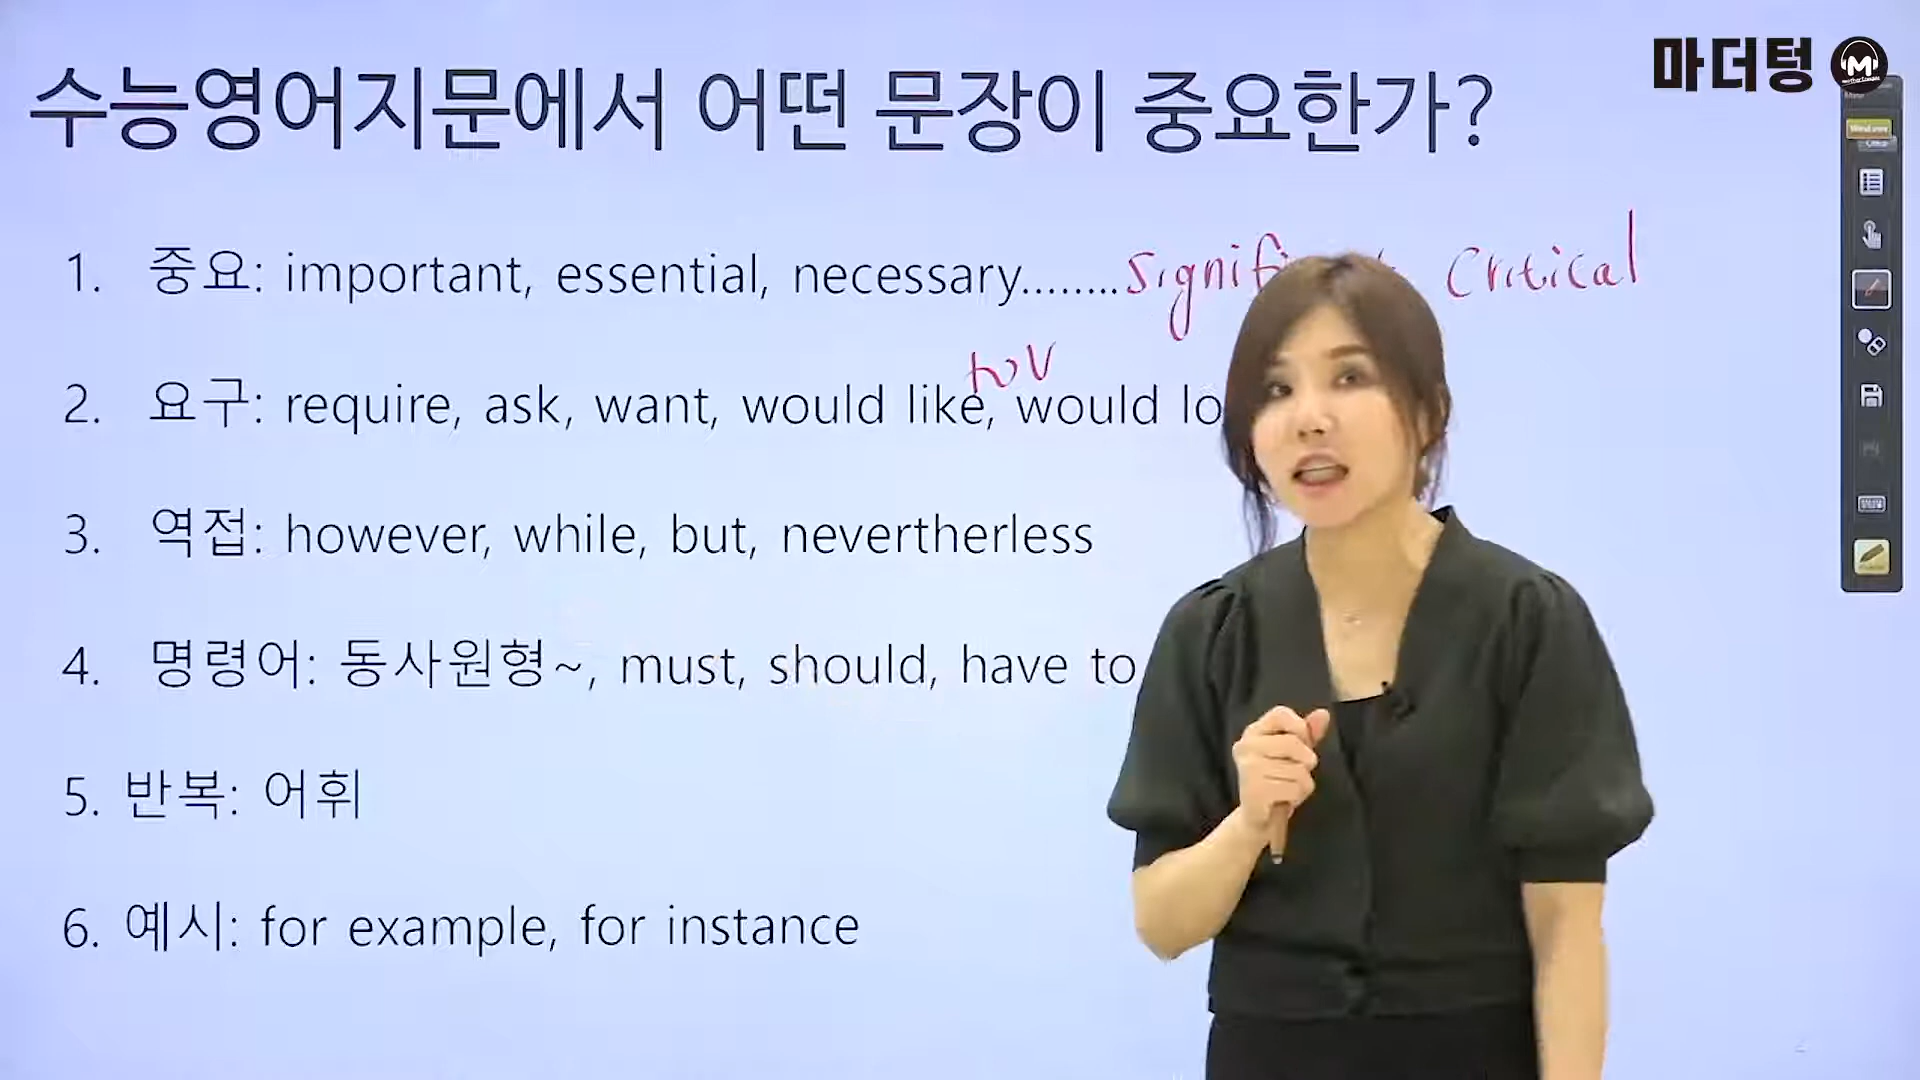 마더텅
수능영어지문에서 어떤 문장이 중요한가?
1. 중요: important, essential, necessary........ Critical
to V
2. 요구: require, ask, want, would like, would
3. 역접: however, while, but, nevertherless
4. 명령어: 동사원형~, must, should, have to
5. 반복: 어휘
6. 예시: for example, for instance